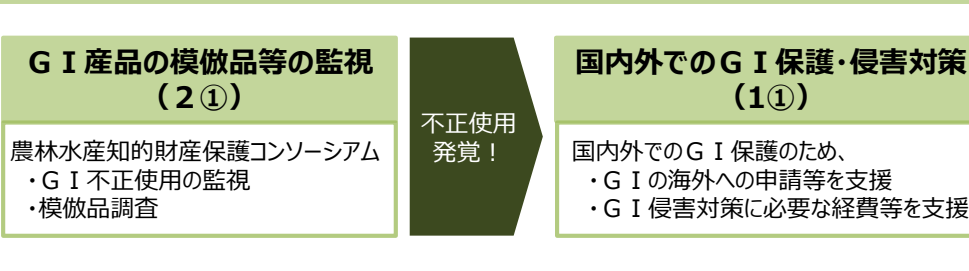 ＧＩ産品の模倣品等の監視
（２①）
農林水産知的財産保護コンソーシアム
・ＧＩ不正使用の監視
・模倣品調査
不正使用
発覚！
国内外でのＧＩ保護・侵害対策
（1①）
国内外でのＧＩ保護のため、
・ＧＩの海外への申請等を支援
・ＧＩ侵害対策に必要な経費等を支援